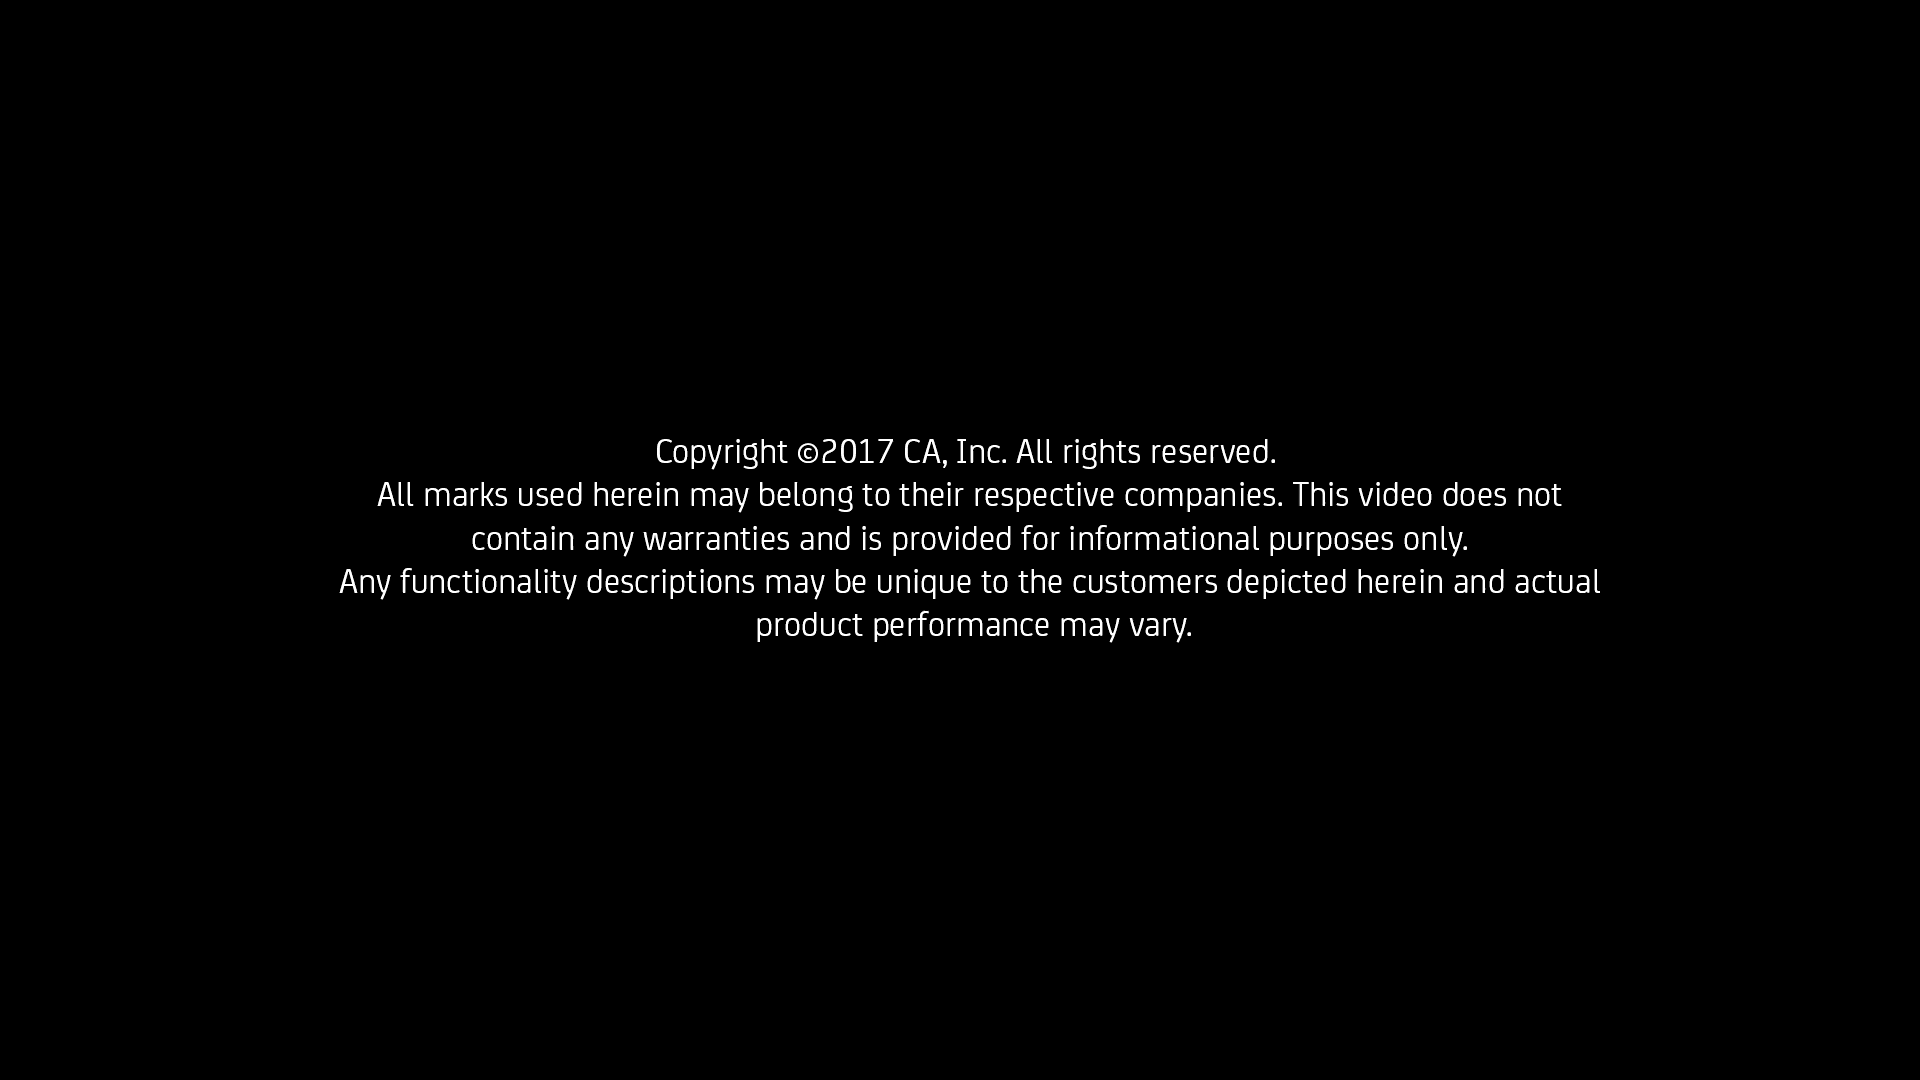 Copyright ©2017 CA, Inc. All rights reserved.
All marks used herein may belong to their respective companies. This video does not
contain any warranties and is provided for informational purposes only.
Any functionality descriptions may be unique to the customers depicted herein and actual
product performance may vary.